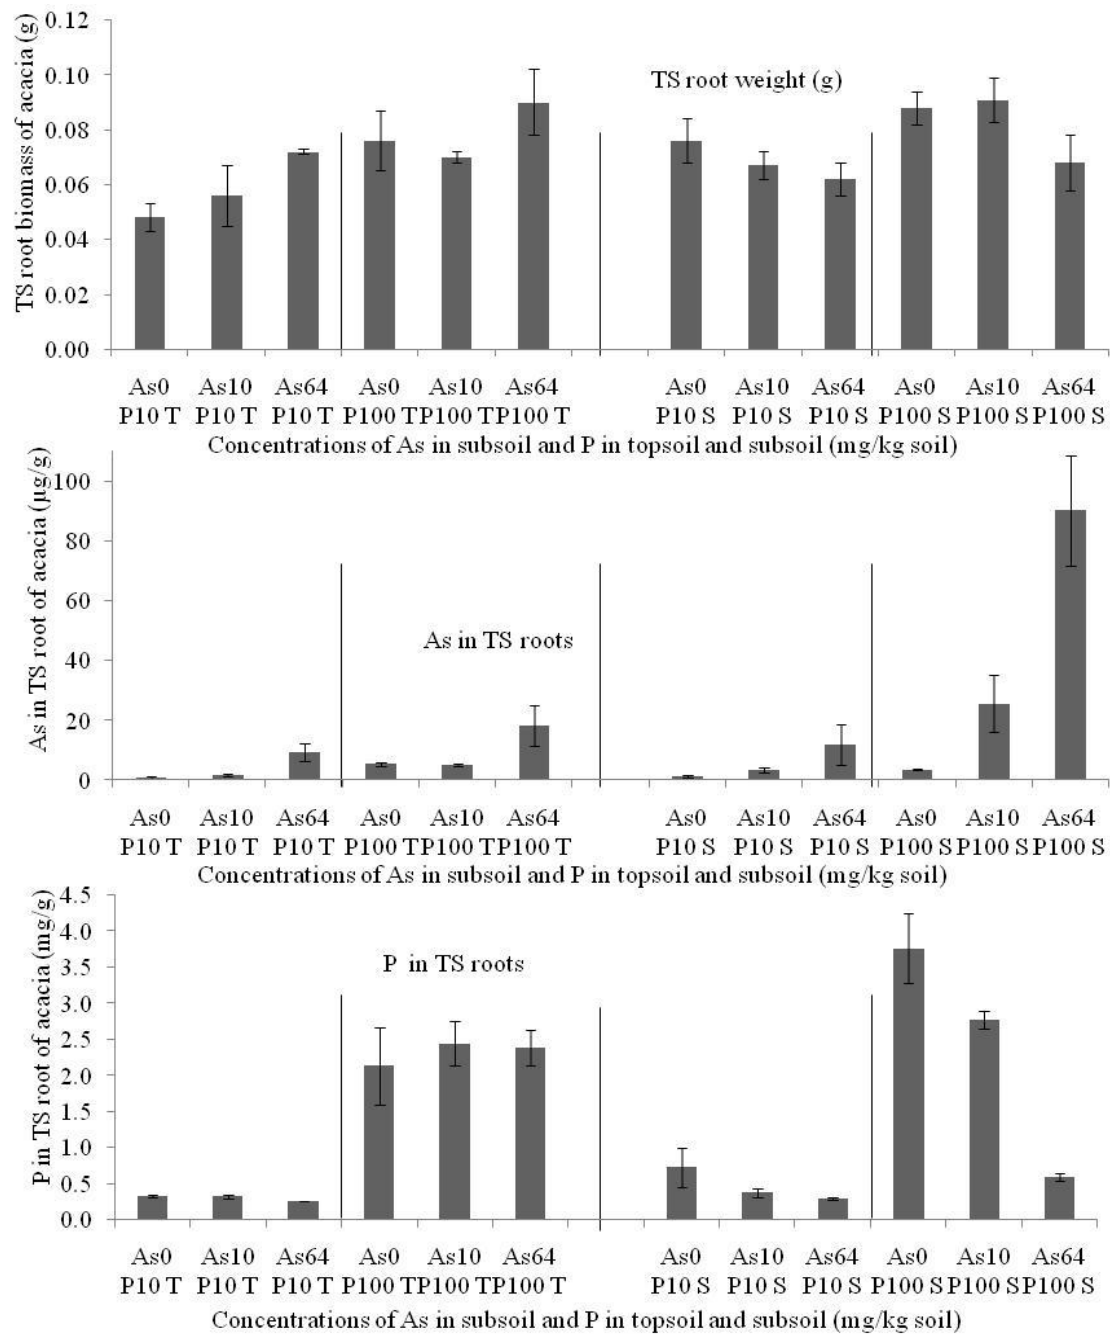 TS root biomass of acacia (g)
0.12
0.10
0.08
0.06
0.04
0.02
0.00
TS root weight (g)
As0 As10 As64 As0 As10 As64 As0 As10 As64 As0 As10 As64
P10 T P10 T P10 T P100 T P100 T P100 T P10 S P10 S P10 S P100 S P100 S P100 S
Concentrations of As in subsoil and P in topsoil and subsoil (mg/kg soil)
As in TS root of acacia (µg/g)
100
80
60
40
20
0
As in TS roots
As0 As10 As64 As0 As10 As64 As0 As10 As64 As0 As10 As64
P10 T P10 T P10 T P100 T P100 T P100 T P10 S P10 S P10 S P100 S P100 S P100 S
Concentrations of As in subsoil and P in topsoil and subsoil (mg/kg soil)
P in TS root of acacia (mg/g)
4.5
4.0
3.5
3.0
2.5
2.0
1.5
1.0
0.5
0.0
P in TS roots
As0 As10 As64 As0 As10 As64 As0 As10 As64 As0 As10 As64
P10 T P10 T P10 T P100 T P100 T P100 T P10 S P10 S P10 S P100 S P100 S P100 S
Concentrations of As in subsoil and P in topsoil and subsoil (mg/kg soil)